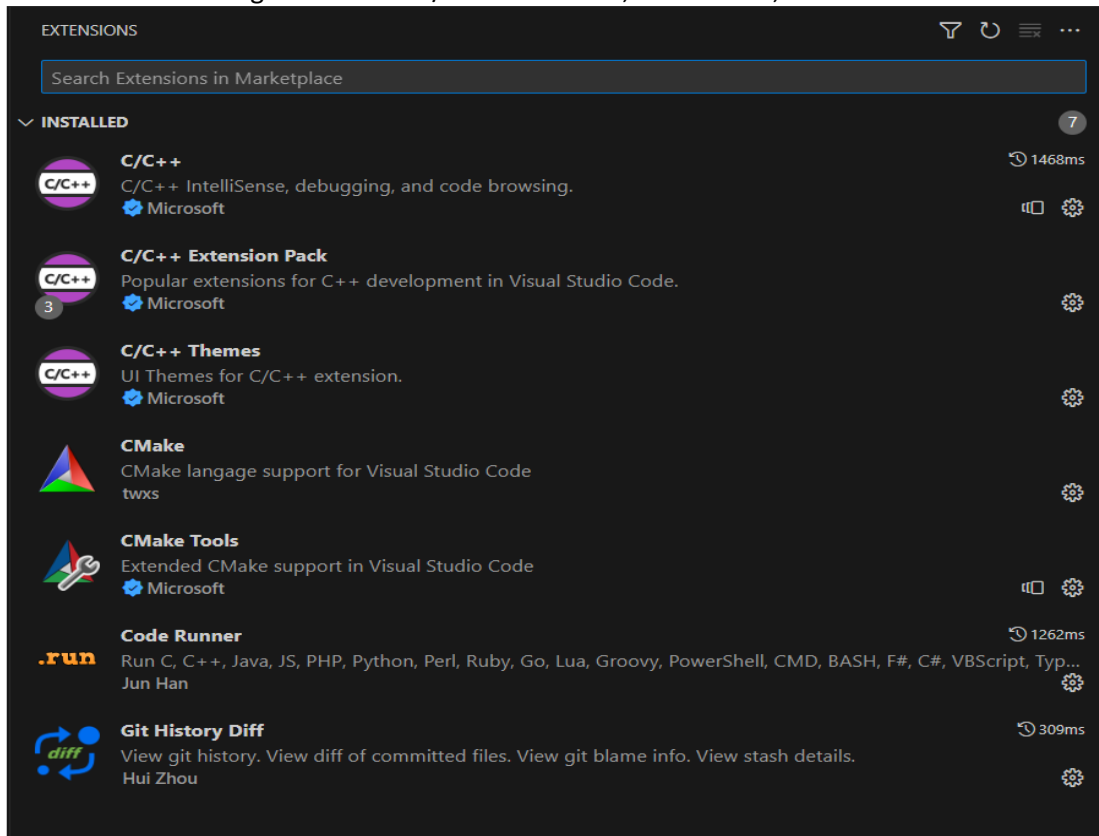 EXTENSIONS
Search Extensions in Marketplace
INSTALLED 7
C/C++ 1468ms
C/C++
C/C++ IntelliSense, debugging, and code browsing.
Microsoft
C/C++ Extension Pack
C/C++
Popular extensions for C++ development in Visual Studio Code.
3
Microsoft
C/C++ Themes
C/C++
UI Themes for C/C++ extension.
Microsoft
CMake
CMake langage support for Visual Studio Code
twxs
CMake Tools
Extended CMake support in Visual Studio Code
Microsoft
Code Runner 1262ms
.run
Run C, C++, Java, JS, PHP, Python, Perl, Ruby, Go, Lua, Groovy, PowerShell, CMD, BASH, F#, C#, VBScript, Typ...
Jun Han
Git History Diff 309ms
diff
View git history. View diff of committed files. View git blame info. View stash details.
Hui Zhou